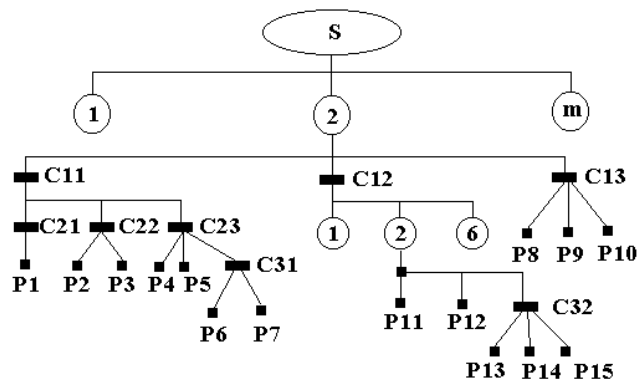 S
1 2 m
C11 C12 C13
C21 C22 C23 1 2 6
P8 P9 P10
P1 P2 P3 P4 P5 C31
P6 P7 P11 P12 C32
P13 P14 P15